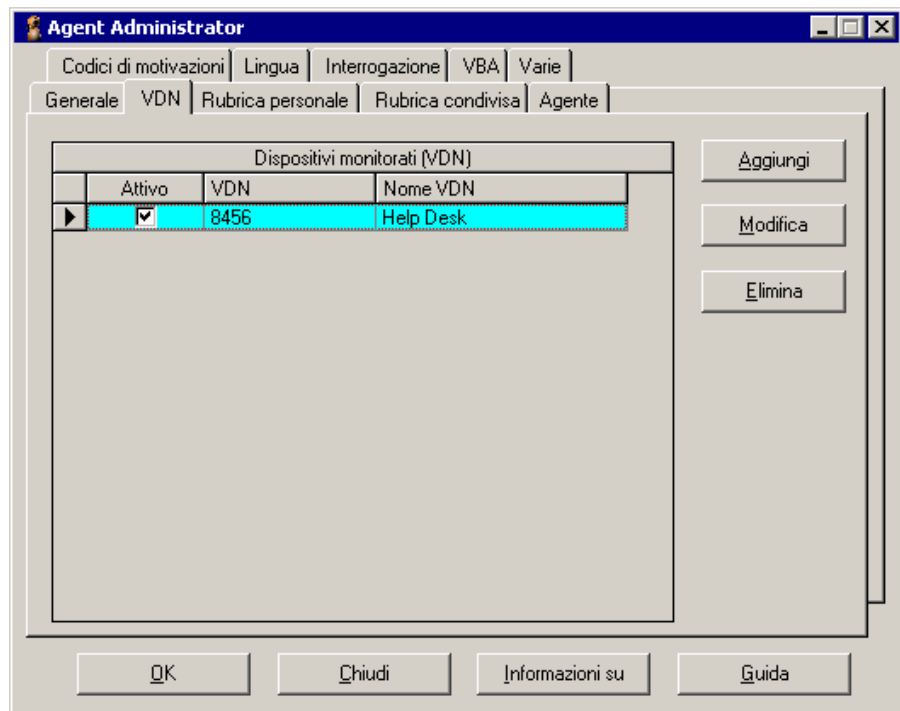 Agent Administrator
Codici di motivazioni Lingua Interrogazione VBA Varie
Generale VDN Rubrica personale Rubrica condivisa Agente
Dispositivi monitorati (VDN)
Attivo VDN Nome VDN
8456 Help Desk
Aggiungi
Modifica
Elimina
OK Chiudi Informazioni su Guida